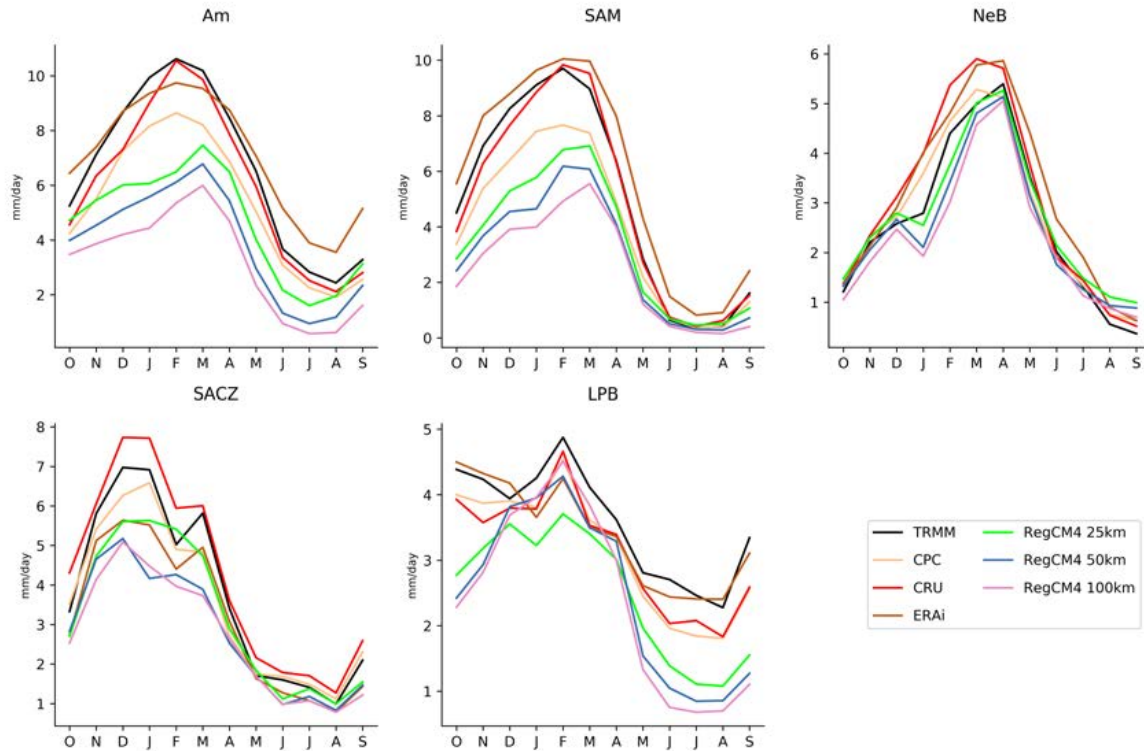 Am
SAM
NeB
mm/day
10
8
6
4
2
O N D J F M A M J J A S
mm/day
10
8
6
4
2
0
O N D J F M A M J J A S
mm/day
6
5
4
3
2
1
O N D J F M A M J J A S
SACZ
LPB
mm/day
8
7
6
5
4
3
2
1
O N D J F M A M J J A S
mm/day
5
4
3
2
1
O N D J F M A M J J A S
TRMM
CPC
CRU
ERAi
RegCM4 25km
RegCM4 50km
RegCM4 100km